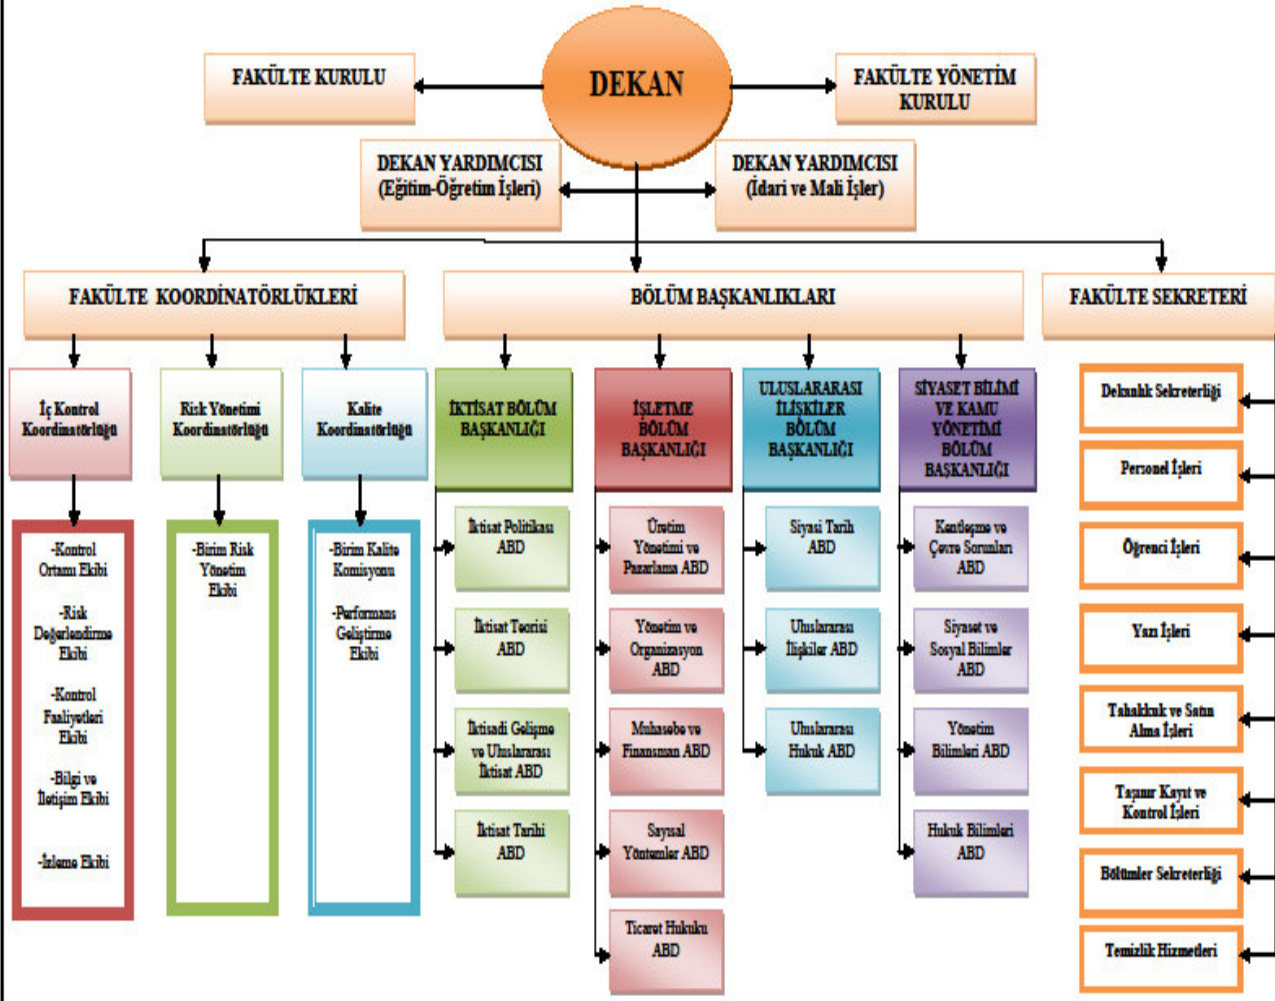 DEKAN
FAKÜLTE KURULU
FAKÜLTE YÖNETİM
KURULU
DEKAN YARDIMCISI
(Eğitim-Öğretim İşleri)
DEKAN YARDIMCISI
(İdari ve Mali İşler)
FAKÜLTE KOORDİNATÖRLÜKLERİ
BÖLÜM BAŞKANLIKLARI
FAKÜLTE SEKRETERİ
İç Kontrol
Koordinatörlüğü
Risk Yönetimi
Koordinatörlüğü
Kalite
Koordinatörlüğü
-Kontrol
Ortamı Ekibi
-Risk
Değerlendirme
Ekibi
-Kontrol
Faaliyetleri
Ekibi
-Bilgi ve
İletişim Ekibi
-İzleme Ekibi
-Birim Risk
Yönetim
Ekibi
-Birim Kalite
Komisyonu
-Performans
Geliştirme
Ekibi
İKTİSAT BÖLÜM
BAŞKANLIĞI
İktisat Politikası
ABD
İktisat Teorisi
ABD
İktisadi Gelişme
ve Uluslararası
İktisat ABD
İktisat Tarihi
ABD
İŞLETME
BÖLÜM
BAŞKANLIĞI
Üretim
Yönetimi ve
Pazarlama ABD
Yönetim ve
Organizasyon
ABD
Muhasebe ve
Finansman ABD
Sayısal
Yöntemler ABD
Ticaret Hukuku
ABD
ULUSLARARASI
İLİŞKİLER
BÖLÜM
BAŞKANLIĞI
Siyasi Tarih
ABD
Uluslararası
İlişkiler ABD
Uluslararası
Hukuk ABD
SİYASET BİLİMİ
VE KAMU
YÖNETİMİ
BÖLÜM
BAŞKANLIĞI
Kentleşme ve
Çevre Sorunları
ABD
Siyaset ve
Sosyal Bilimler
ABD
Yönetim
Bilimleri ABD
Hukuk Bilimleri
ABD
Dekanlık Sekreterliği
Personel İşleri
Öğrenci İşleri
Yazı İşleri
Tahakkuk ve Satın
Alma İşleri
Taşınır Kayıt ve
Kontrol İşleri
Bölümler Sekreterliği
Temizlik Hizmetleri